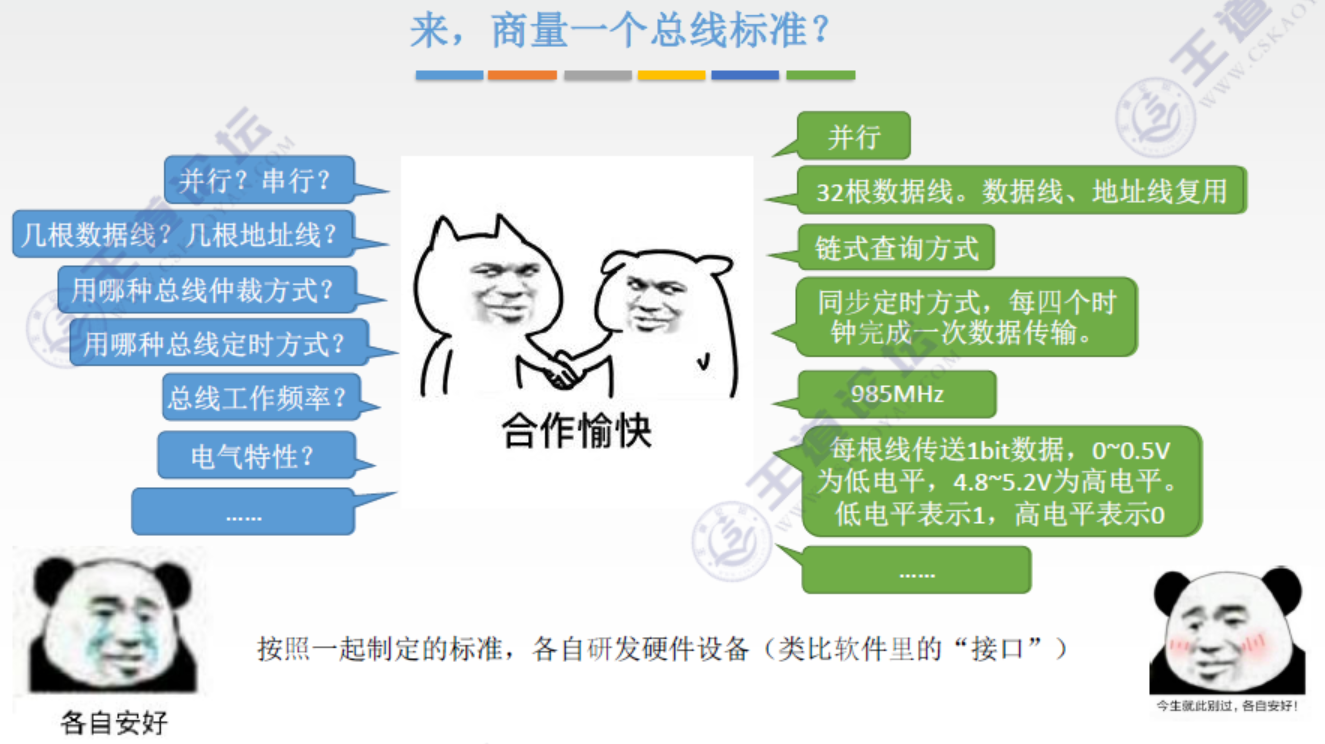 来，商量一个总线标准？
并行？串行？
几根数据线？几根地址线？
用哪种总线仲裁方式？
用哪种总线定时方式？
总线工作频率？
电气特性？
……
合作愉快
并行
32根数据线。数据线、地址线复用
链式查询方式
同步定时方式，每四个时
钟完成一次数据传输。
985MHz
每根线传送1bit数据，0~0.5V
为低电平，4.8~5.2V为高电平。
低电平表示1，高电平表示0
……
按照一起制定的标准，各自研发硬件设备（类比软件里的“接口”）
各自安好
今生就此别过，各自安好！
王道论坛
WWW.CSKAOYAN.COM